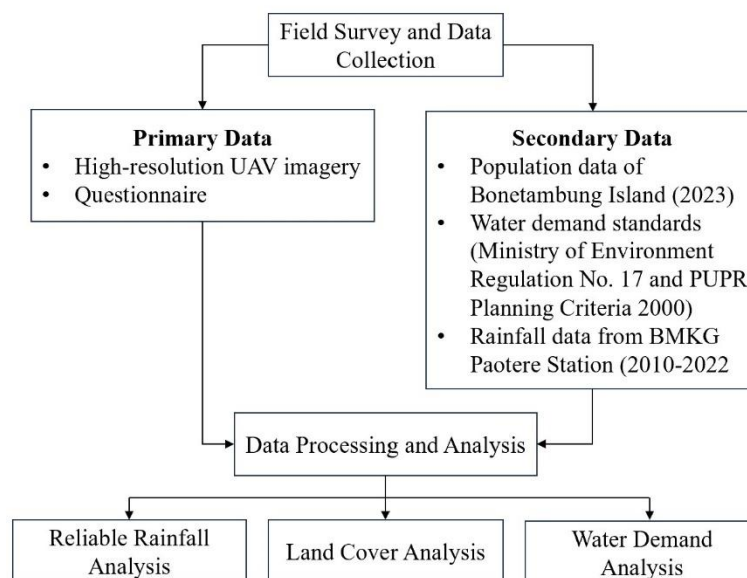 Field Survey and Data
Collection
Primary Data
• High-resolution UAV imagery
• Questionnaire
Secondary Data
• Population data of
Bonetambung Island (2023)
• Water demand standards
(Ministry of Environment
Regulation No. 17 and PUPR
Planning Criteria 2000)
• Rainfall data from BMKG
Paotere Station (2010-2022
Data Processing and Analysis
Reliable Rainfall
Analysis
Land Cover Analysis
Water Demand
Analysis